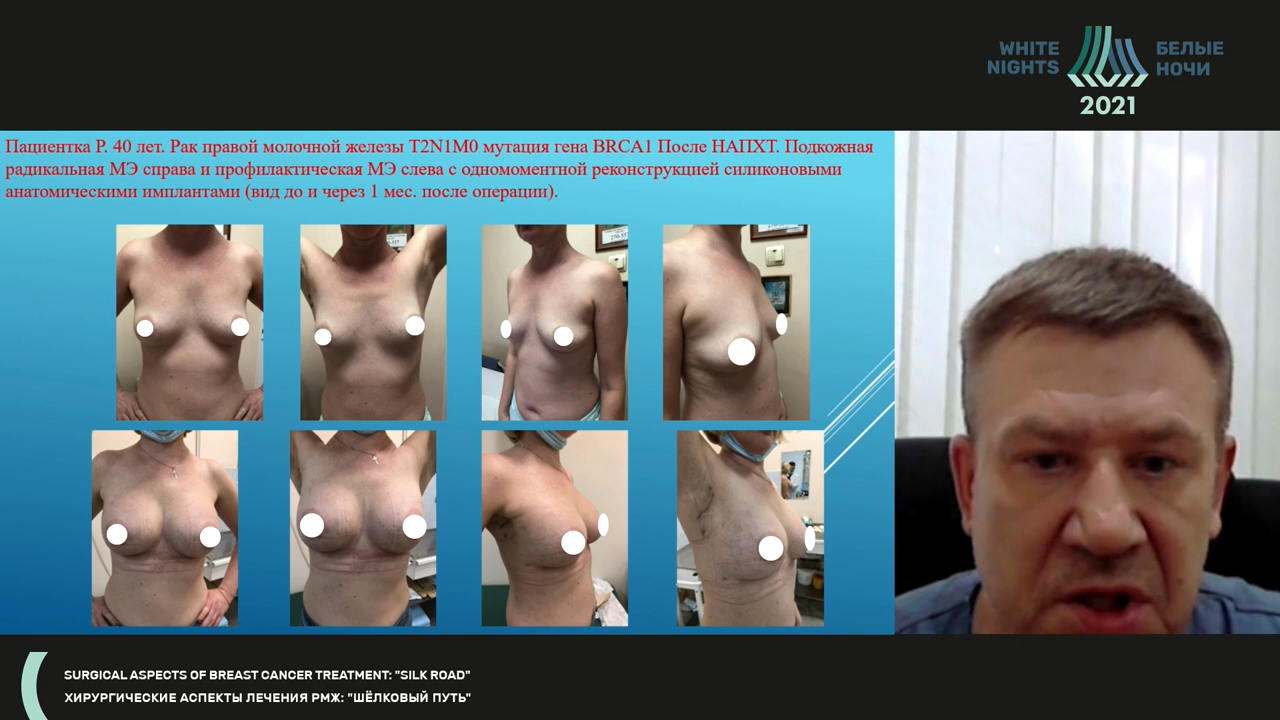 WHITE
NIGHTS
БЕЛЫЕ
НОЧИ
2021
Пациентка Р. 40 лет. Рак правой молочной железы T2N1M0 мутация гена BRCA1 После НАПХТ. Подкожная
радикальная МЭ справа и профилактическая МЭ слева с одномоментной реконструкцией силиконовыми
анатомическими имплантами (вид до и через 1 мес. после операции).
SURGICAL ASPECTS OF BREAST CANCER TREATMENT: "SILK ROAD"
ХИРУРГИЧЕСКИЕ АСПЕКТЫ ЛЕЧЕНИЯ РМЖ: "ШЁЛКОВЫЙ ПУТЬ"